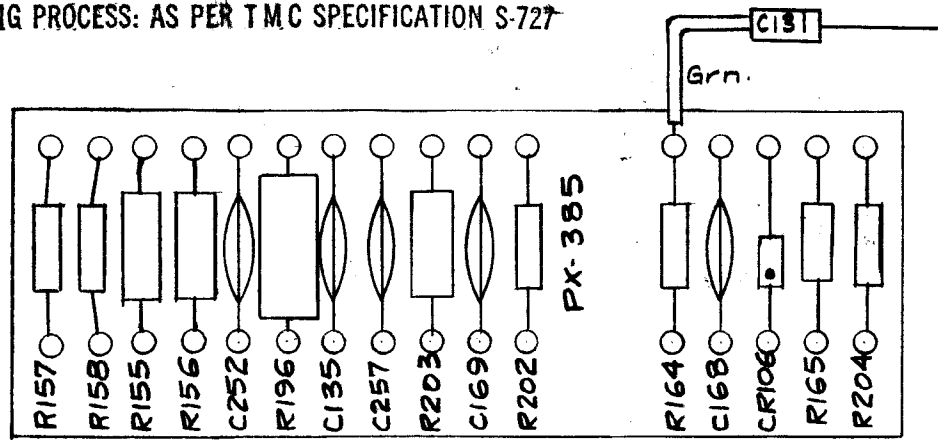 IG PROCESS: AS PER TMC SPECIFICATION S-727
C131
Grn.
PX-385
R157
R158
R155
R156
C252
R196
C135
C257
R203
C169
R202
R164
C168
CR106
R165
R204